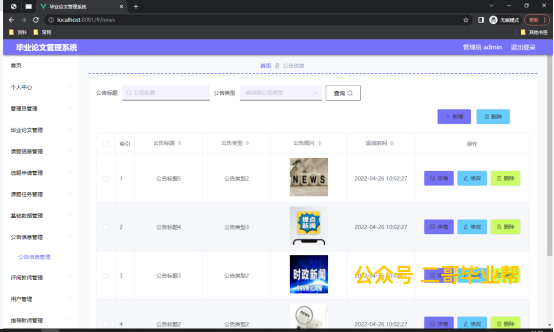 毕业论文管理系统
localhost:8081/#/news
无痕模式
更新
资料 常用
其他书签
毕业论文管理系统 管理员 admin 退出登录
首页
个人中心
管理员管理
毕业论文管理
课题信息管理
选题申请管理
课题任务管理
基础数据管理
公告信息管理
公告信息管理
评阅教师管理
用户管理
指导教师管理
首页 公告信息
公告标题 公告标题 公告类型 请选择公告类型 查询
+ 新增 删除
索引 公告标题 公告类型 公告图片 添加时间 操作
1 公告标题5 公告类型2 NEWS 2022-04-26 10:02:27 详情 修改 删除
2 公告标题4 公告类型3 热点新闻 2022-04-26 10:02:27 详情 修改 删除
3 公告标题3 公告类型2 时政新闻 2022-04-26 10:02:27 详情 修改 删除
公众号 二哥毕业帮
4 公告标题2 公告类型2 2022-04-26 10:02:27 详情 修改 删除